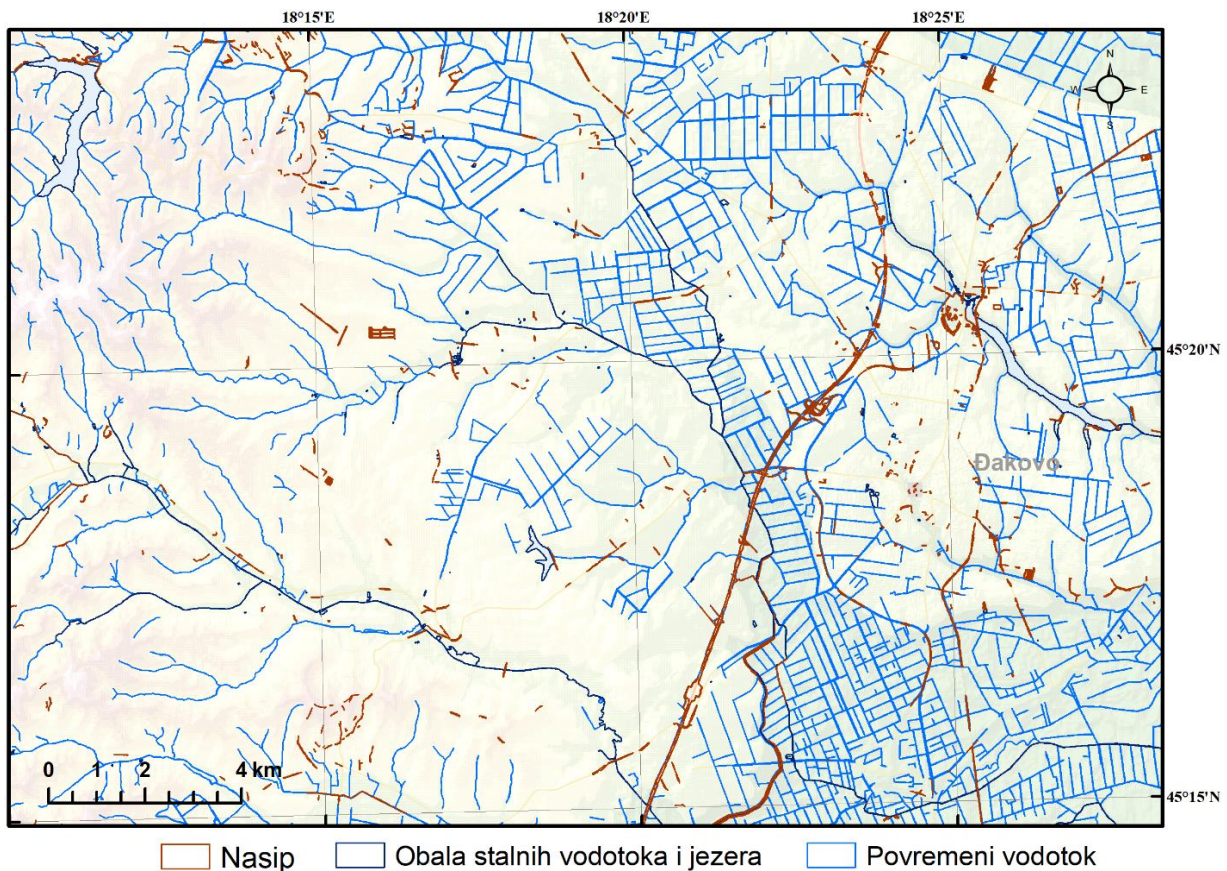 18°15'E 18°20'E 18°25'E
N
W E
S
45°20'N
Đakovo
0 1 2 4 km
45°15'N
Nasip Obala stalnih vodotoka i jezera Povremeni vodotok